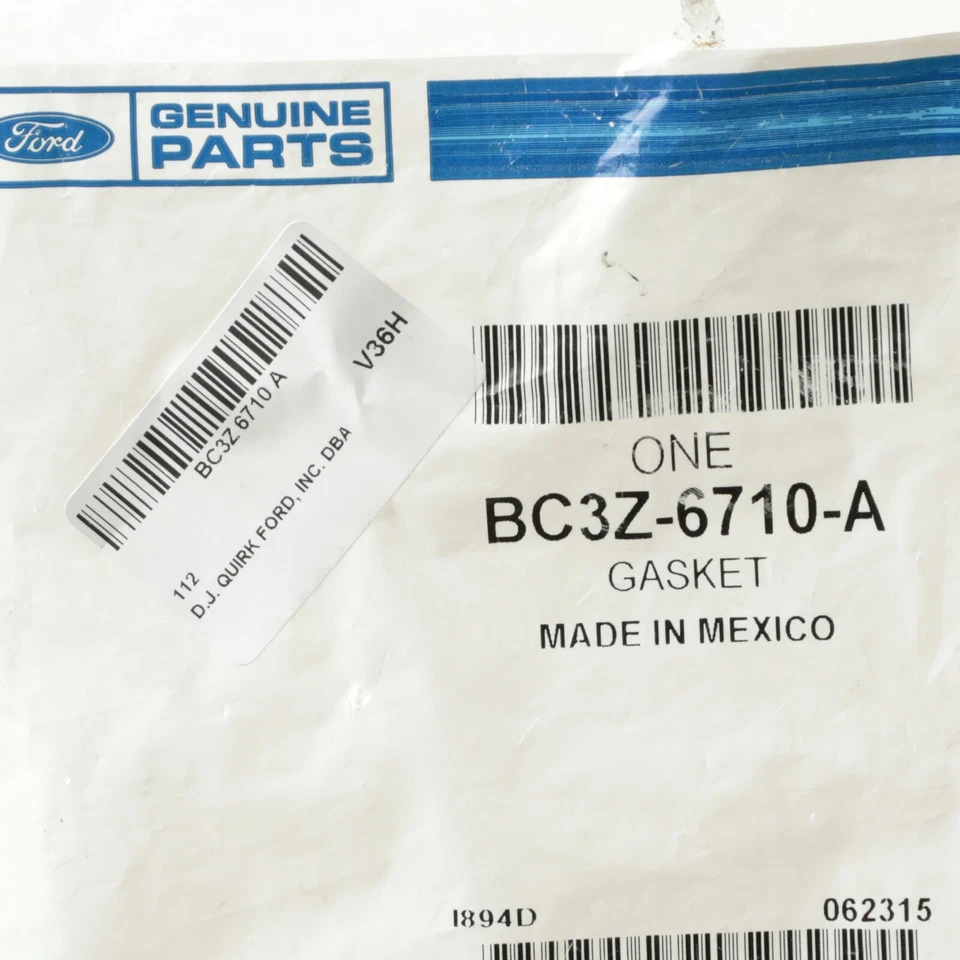 Ford
GENUINE
PARTS
BC3Z 6710 A
V36H
112
D.J. QUIRK FORD, INC. DBA
ONE
BC3Z-6710-A
GASKET
MADE IN MEXICO
I894D
062315